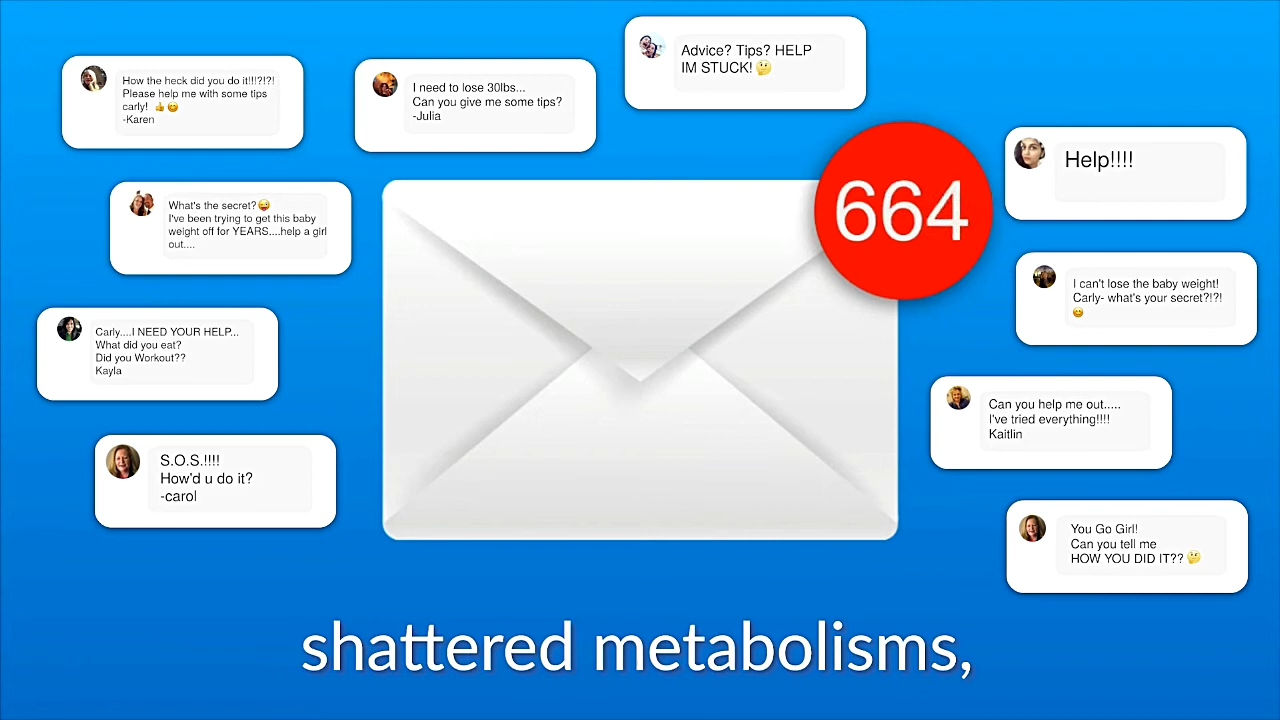 How the heck did you do it!!!?!?!
Please help me with some tips
carly! 👍😊
-Karen
I need to lose 30lbs...
Can you give me some tips?
-Julia
Advice? Tips? HELP
IM STUCK! 🤔
664
Help!!!!
What's the secret?😜
I've been trying to get this baby
weight off for YEARS....help a girl
out....
I can't lose the baby weight!
Carly- what's your secret?!?!
😊
Carly....I NEED YOUR HELP...
What did you eat?
Did you Workout??
Kayla
Can you help me out.....
I've tried everything!!!!
Kaitlin
S.O.S.!!!!
How'd u do it?
-carol
You Go Girl!
Can you tell me
HOW YOU DID IT?? 🤔
shattered metabolisms,